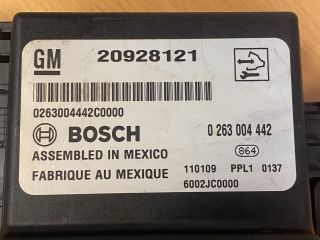 GM 20928121
0263004442C0000
BOSCH 0 263 004 442
ASSEMBLED IN MEXICO 864
FABRIQUE AU MEXIQUE 110109 PPL1 0137
6002JC0000